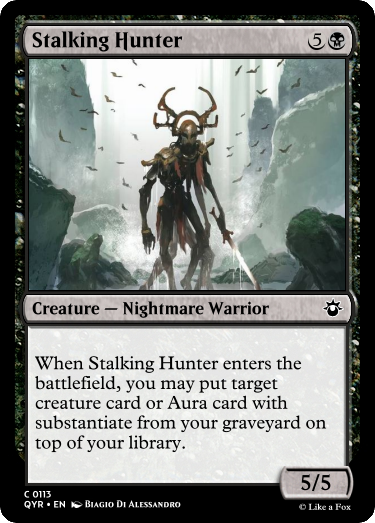 Stalking Hunter 5
Creature — Nightmare Warrior
When Stalking Hunter enters the
battlefield, you may put target
creature card or Aura card with
substantiate from your graveyard on
top of your library.
5/5
C 0113
QYR • EN Biagio Di Alessandro
© Like a Fox